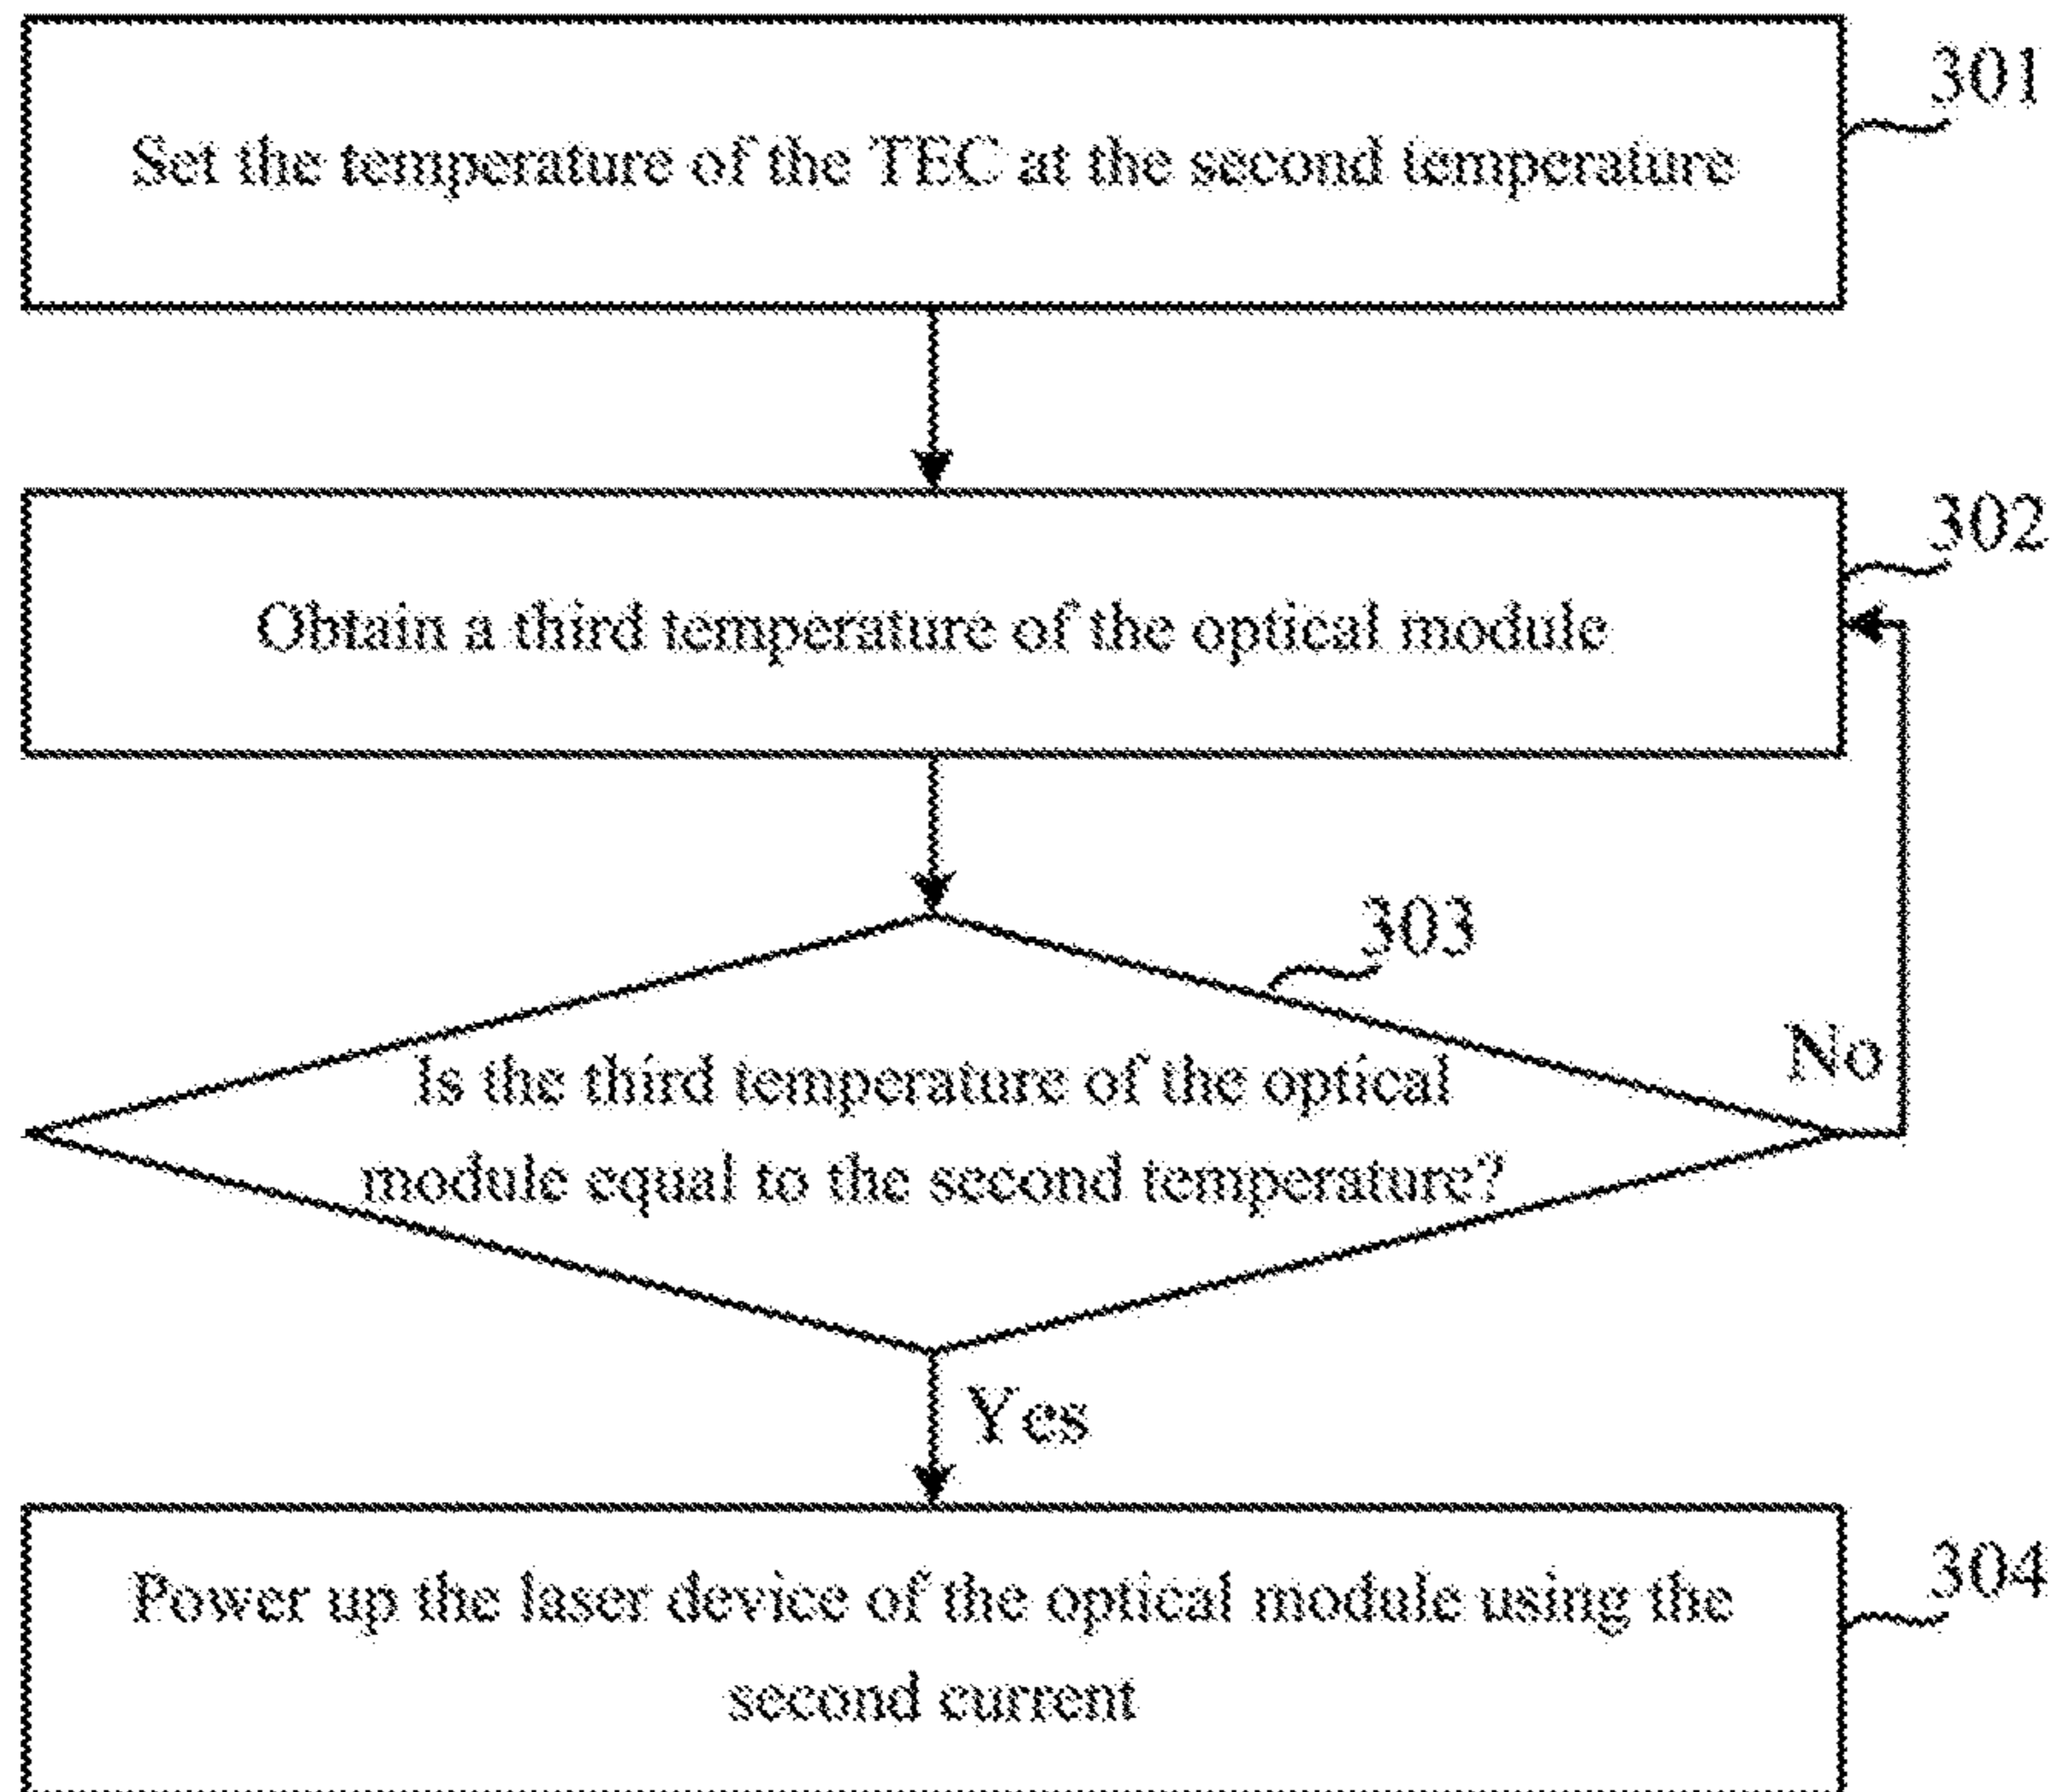 301
Set the temperature of the TEC at the second temperature
302
Obtain a third temperature of the optical module
303
Is the third temperature of the optical
module equal to the second temperature?
No
Yes
304
Power up the laser device of the optical module using the
second current